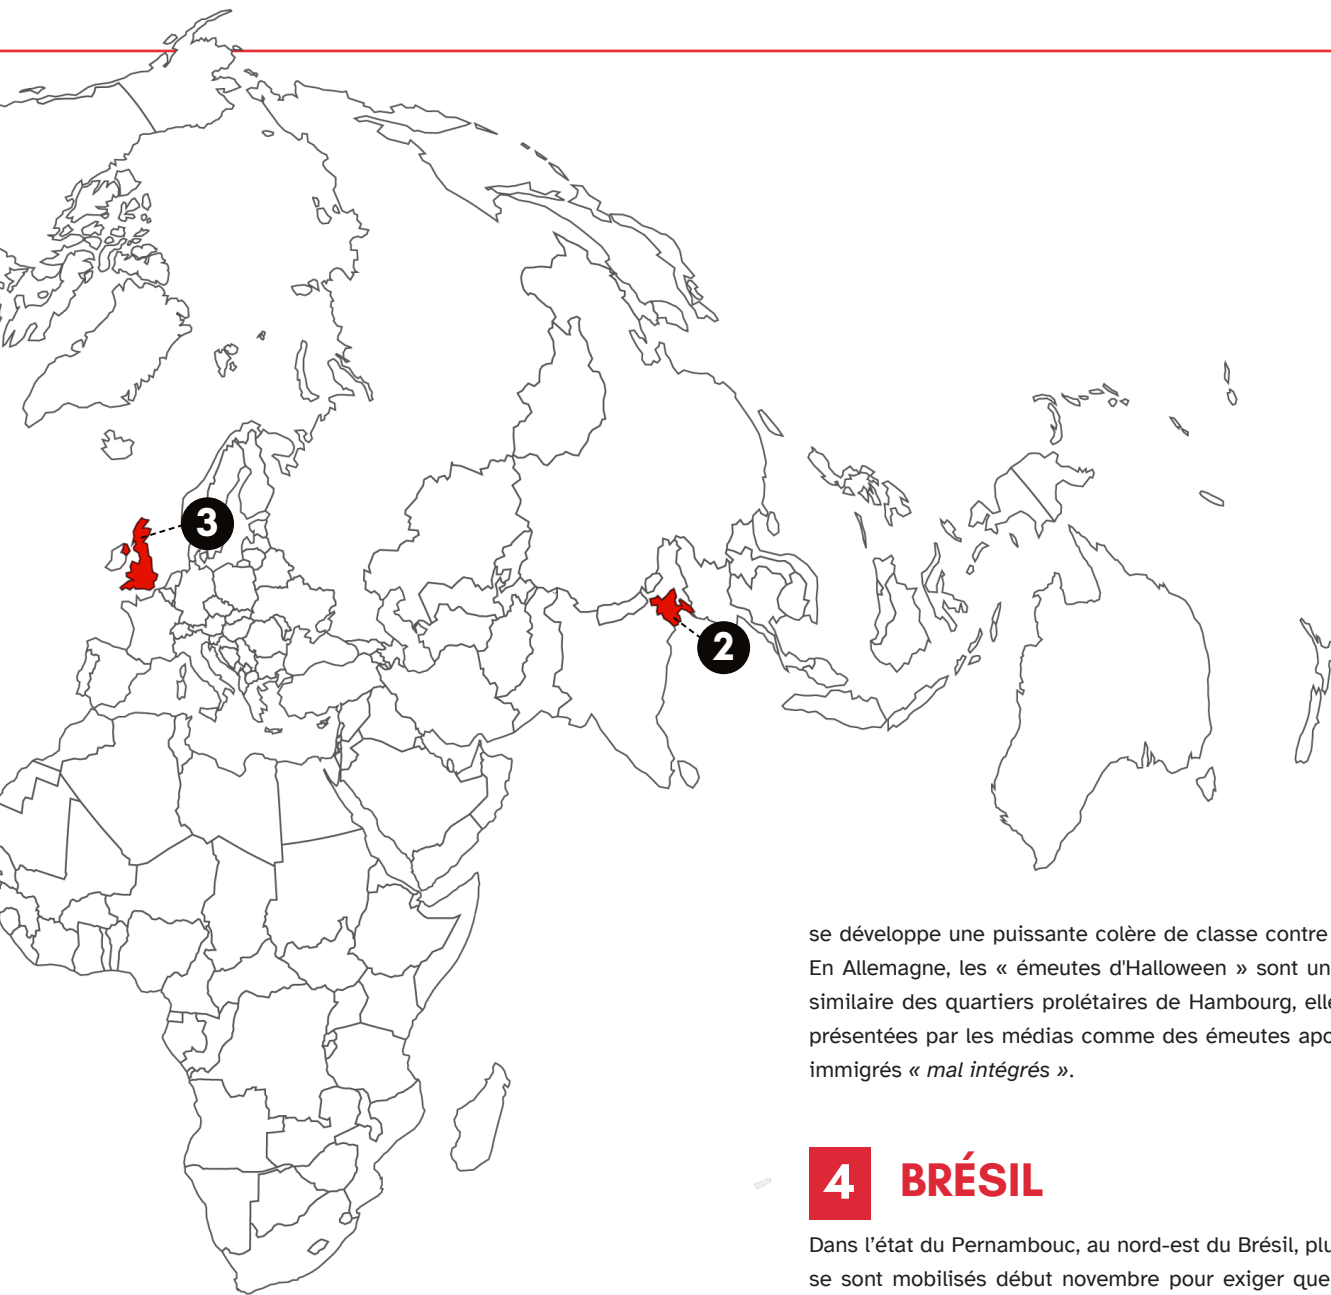 3
2
se développe une puissante colère de classe contre
En Allemagne, les « émeutes d'Halloween » sont un
similaire des quartiers prolétaires de Hambourg, elle
présentées par les médias comme des émeutes apo
immigrés « mal intégrés ».
4 BRÉSIL
Dans l’état du Pernambouc, au nord-est du Brésil, plu
se sont mobilisés début novembre pour exiger que